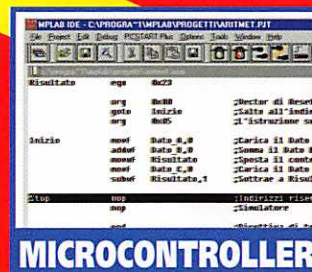 MPLAB IDE - C:\PROGRA~1\MPLAB\PROGETTI\ARITMET.PJT
File Project Edit Debug PICSTART Plus Options Tools Window Help
Risultato equ 0x23
org 0x00 ;Vector di Reset
goto Inizio ;Salto all'indi
org 0x05 ;L'istruzione su
Inizio movf Dato_A,0 ;Carica il Dato
addwf Dato_B,0 ;Somma il Dato B
movwf Risultato ;Sposta il conte
movf Dato_C,0 ;Carica il Dato
subwf Risultato,1 ;Sottrae a Risul
Stop nop ;Indirizzi riser
nop ;Simulatore
MICROCONTROLLER